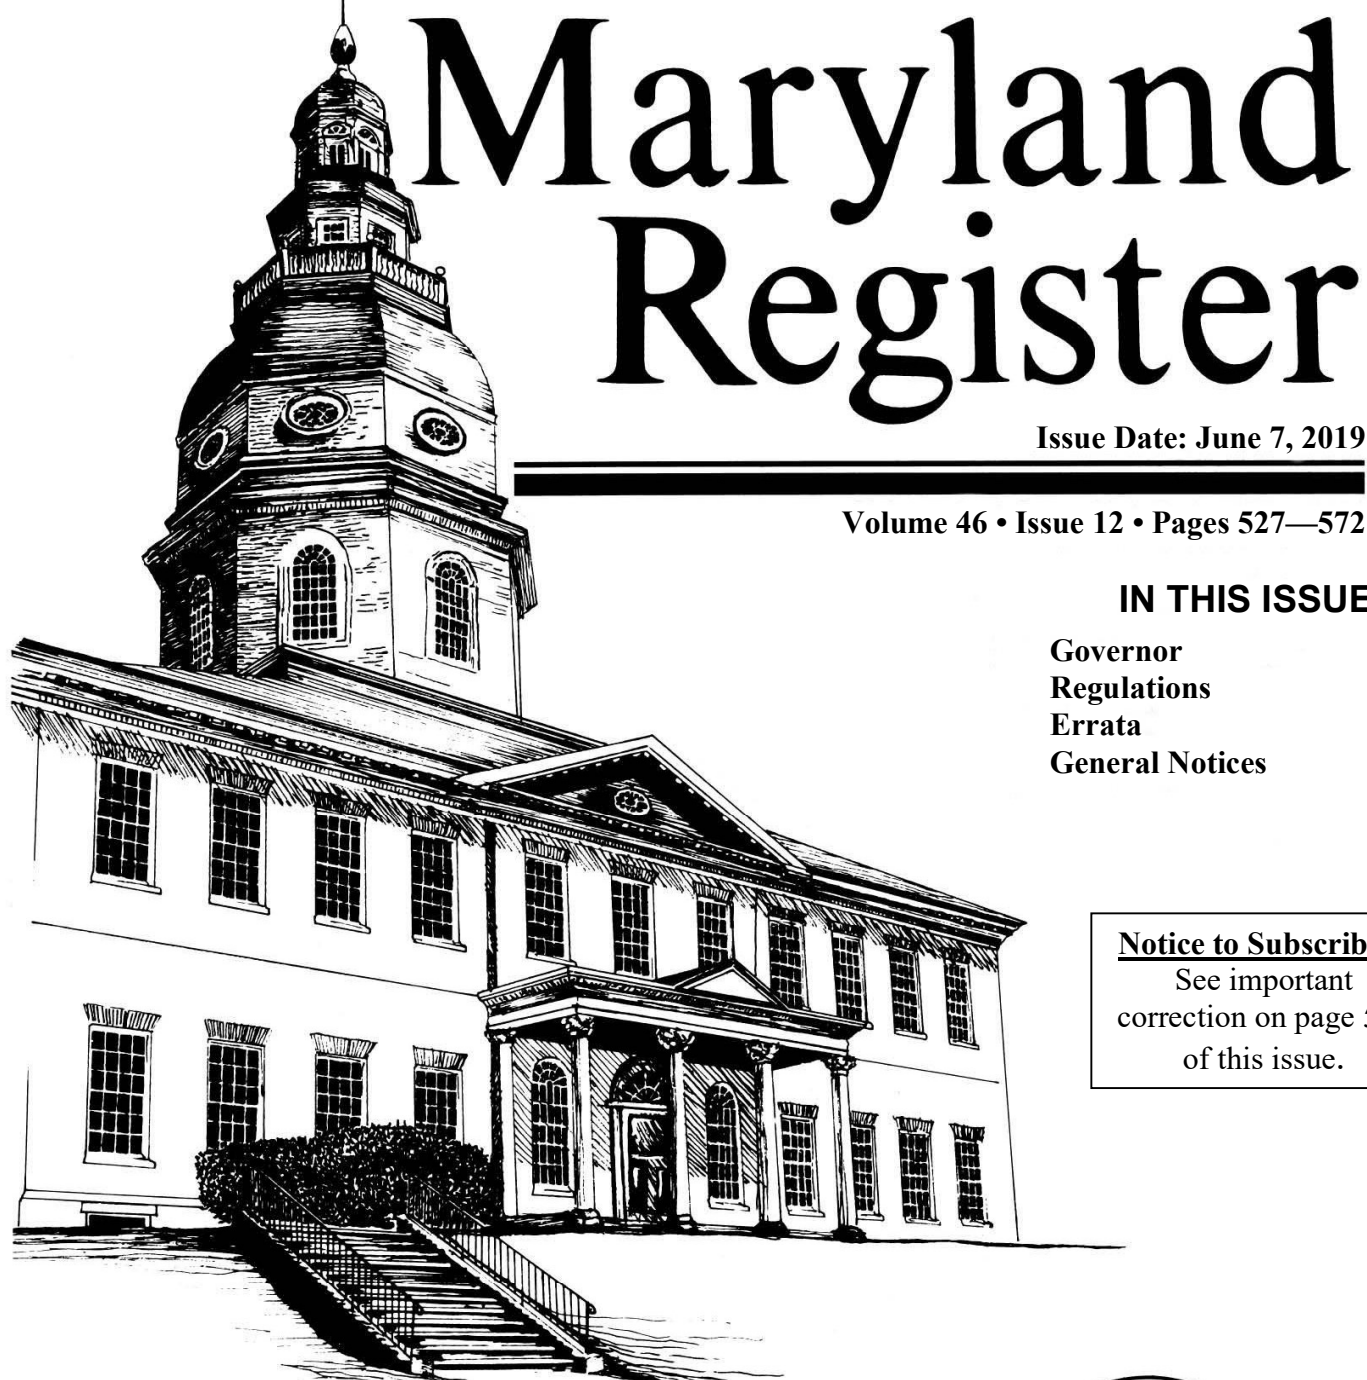 Maryland
Register
Issue Date: June 7, 2019
Volume 46 • Issue 12 • Pages 527—572
IN THIS ISSUE
Governor
Regulations
Errata
General Notices
Notice to
See important
correction on page
of this issue.